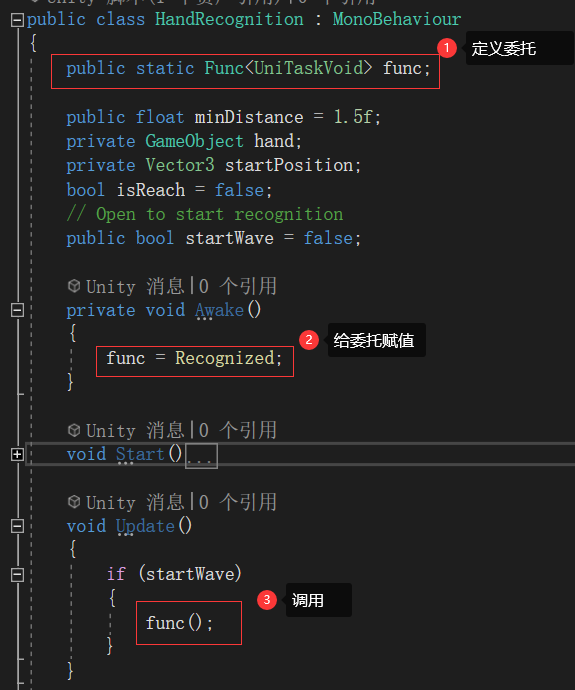 public class HandRecognition : MonoBehaviour
{
1 定义委托
public static Func<UniTaskVoid> func;
public float minDistance = 1.5f;
private GameObject hand;
private Vector3 startPosition;
bool isReach = false;
// Open to start recognition
public bool startWave = false;
Unity 消息|0 个引用
private void Awake()
{
2 给委托赋值
func = Recognized;
}
Unity 消息|0 个引用
void Start()...
Unity 消息|0 个引用
void Update()
{
if (startWave)
{
3 调用
func();
}
}